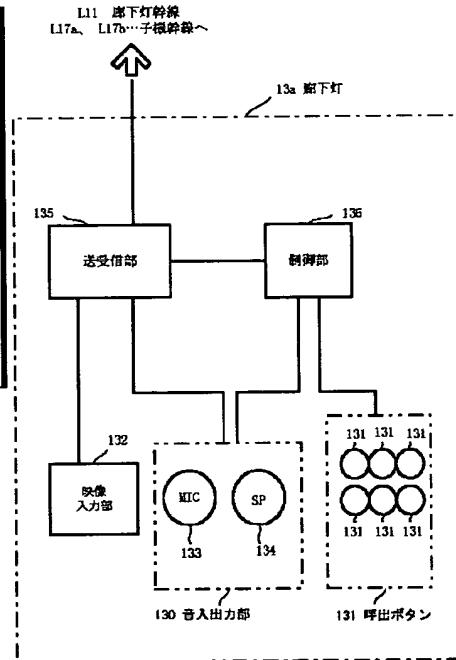 L11 廊下灯幹線
L17a、L17b…子機幹線へ
13a 廊下灯
135
136
送受信部
制御部
132
映像
入力部
MIC
SP
133
134
130 音入出力部
131 131 131
131 131 131
131 呼出ボタン